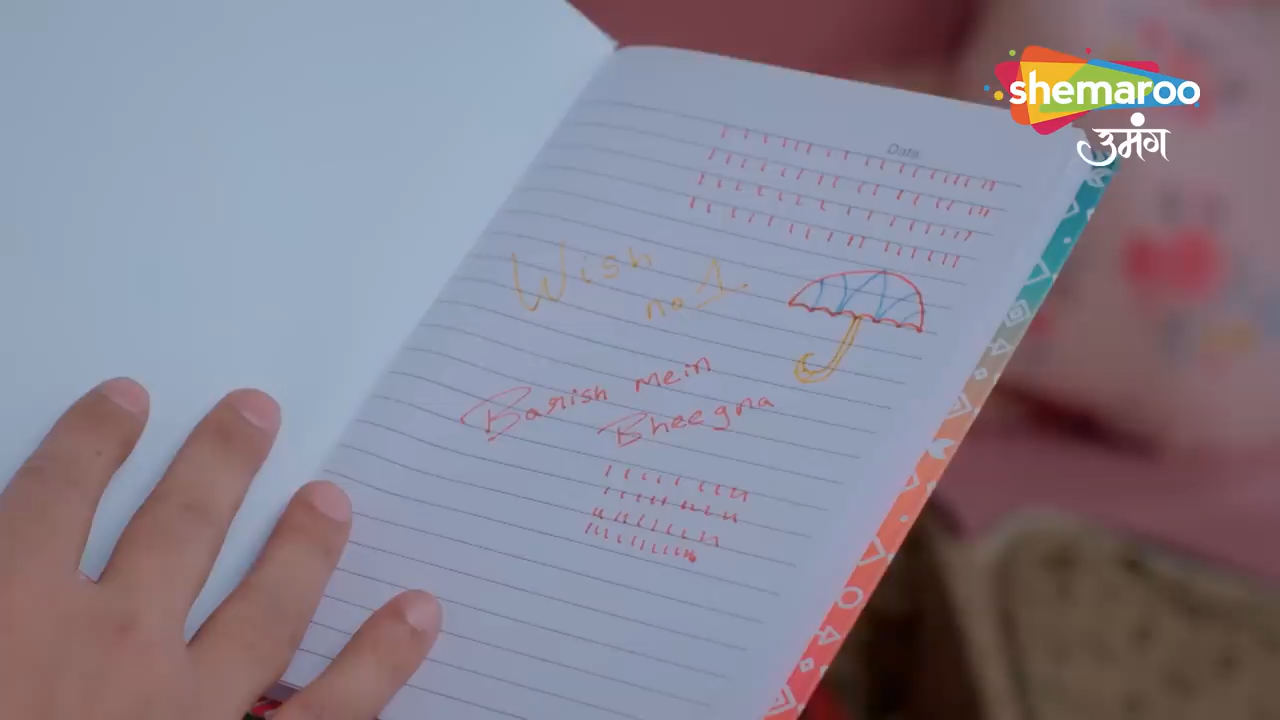 shemaroo
उमंग
Date
Wish
no 1.
Barish mein
Bheegna